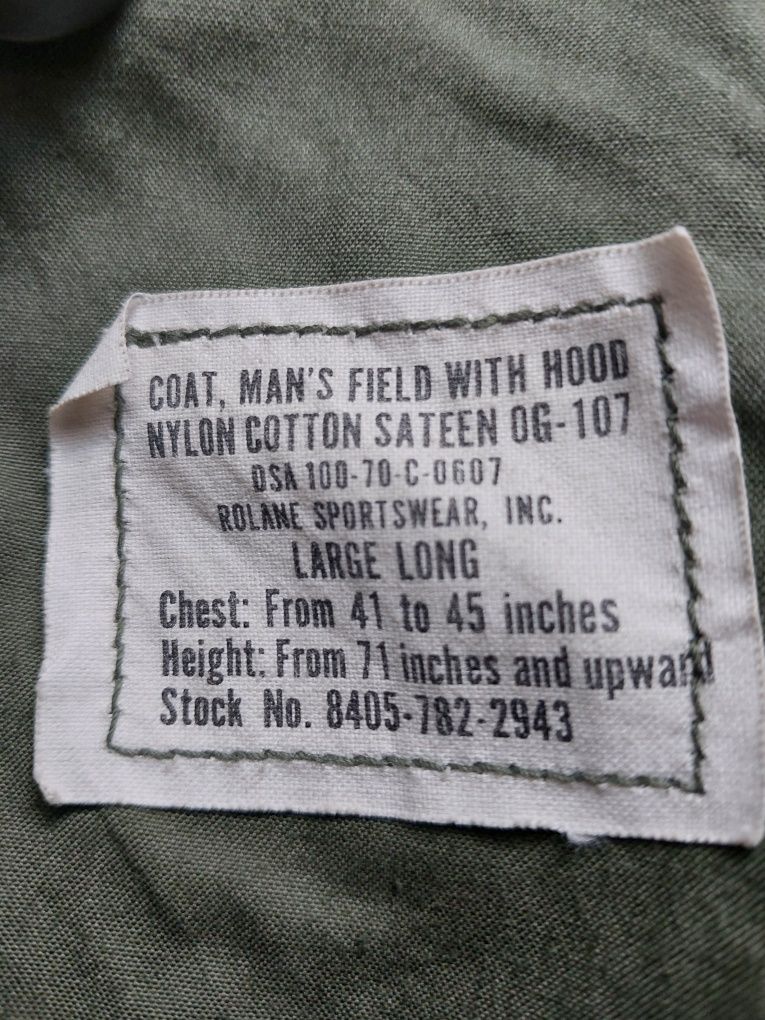 COAT, MAN'S FIELD WITH HOOD
NYLON COTTON SATEEN OG-107
DSA 100-70-C-0607
ROLANE SPORTSWEAR, INC.
LARGE LONG
Chest: From 41 to 45 inches
Height: From 71 inches and upward
Stock No. 8405-782-2943